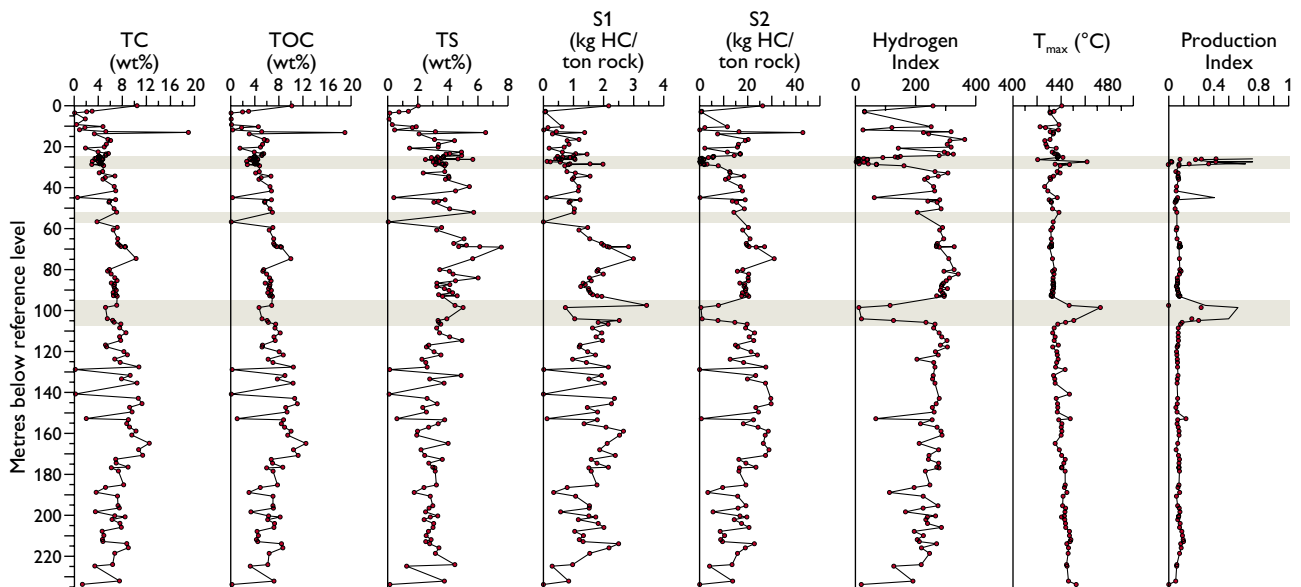 TC
(wt%)
TOC
(wt%)
TS
(wt%)
S1
(kg HC/
ton rock)
S2
(kg HC/
ton rock)
Hydrogen
Index
Tmax (°C)
Production
Index
0 4 8 12 16 20
0 4 8 12 16 20
0 2 4 6 8
0 1 2 3 4
0 10 20 30 40
0 200 400
400 440 480
0 0.4 0.8 1
Metres below reference level
0
20
40
60
80
100
120
140
160
180
200
220